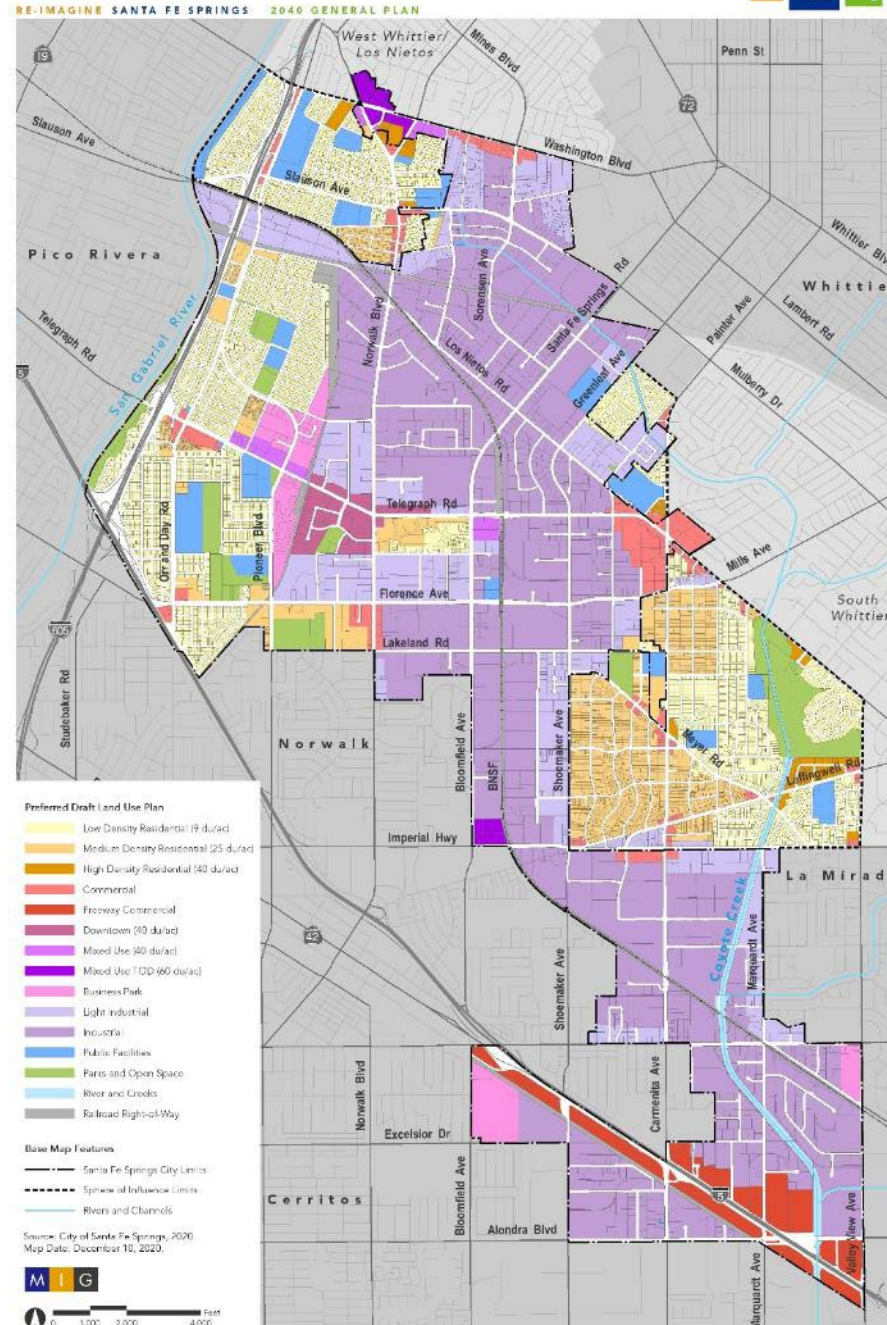 RE-IMAGINE SANTA FE SPRINGS 2040 GENERAL PLAN
West Whittier/
Los Nietos
Mines Blvd
Penn St
19
72
Slauson Ave
Washington Blvd
Slauson Ave
Pico Rivera
Whittier Blv
Whittie
Sorensen Ave
Santa Fe Springs Rd
Painter Ave
Lambert Rd
Norwalk Blvd
Los Nietos Rd
Telegraph Rd
San Gabriel River
Greenleaf Ave
Mulberry Dr
5
Telegraph Rd
Orr and Day Rd
Pioneer Blvd
Mills Ave
Florence Ave
South
Whittier
605
Lakeland Rd
Studebaker Rd
Norwalk
Bloomfield Ave
BNSF
Shoemaker Ave
Meyer Rd
Leffingwell Rd
Imperial Hwy
La Mirad
42
Coyote Creek
Marquardt Ave
Shoemaker Ave
Norwalk Blvd
Carmenita Ave
Excelsior Dr
Cerritos
Bloomfield Ave
Alondra Blvd
5
Valley View Ave
Marquardt Ave
Preferred Draft Land Use Plan
Low Density Residential (9 du/ac)
Medium Density Residential (25 du/ac)
High Density Residential (40 du/ac)
Commercial
Freeway Commercial
Downtown (40 du/ac)
Mixed Use (40 du/ac)
Mixed Use TOD (60 du/ac)
Business Park
Light Industrial
Industrial
Public Facilities
Parks and Open Space
River and Creeks
Railroad Right-of-Way
Base Map Features
Santa Fe Springs City Limits
Sphere of Influence Limits
Rivers and Channels
Source: City of Santa Fe Springs, 2020.
Map Date: December 10, 2020.
M I G
Feet
0 1,000 2,000 4,000